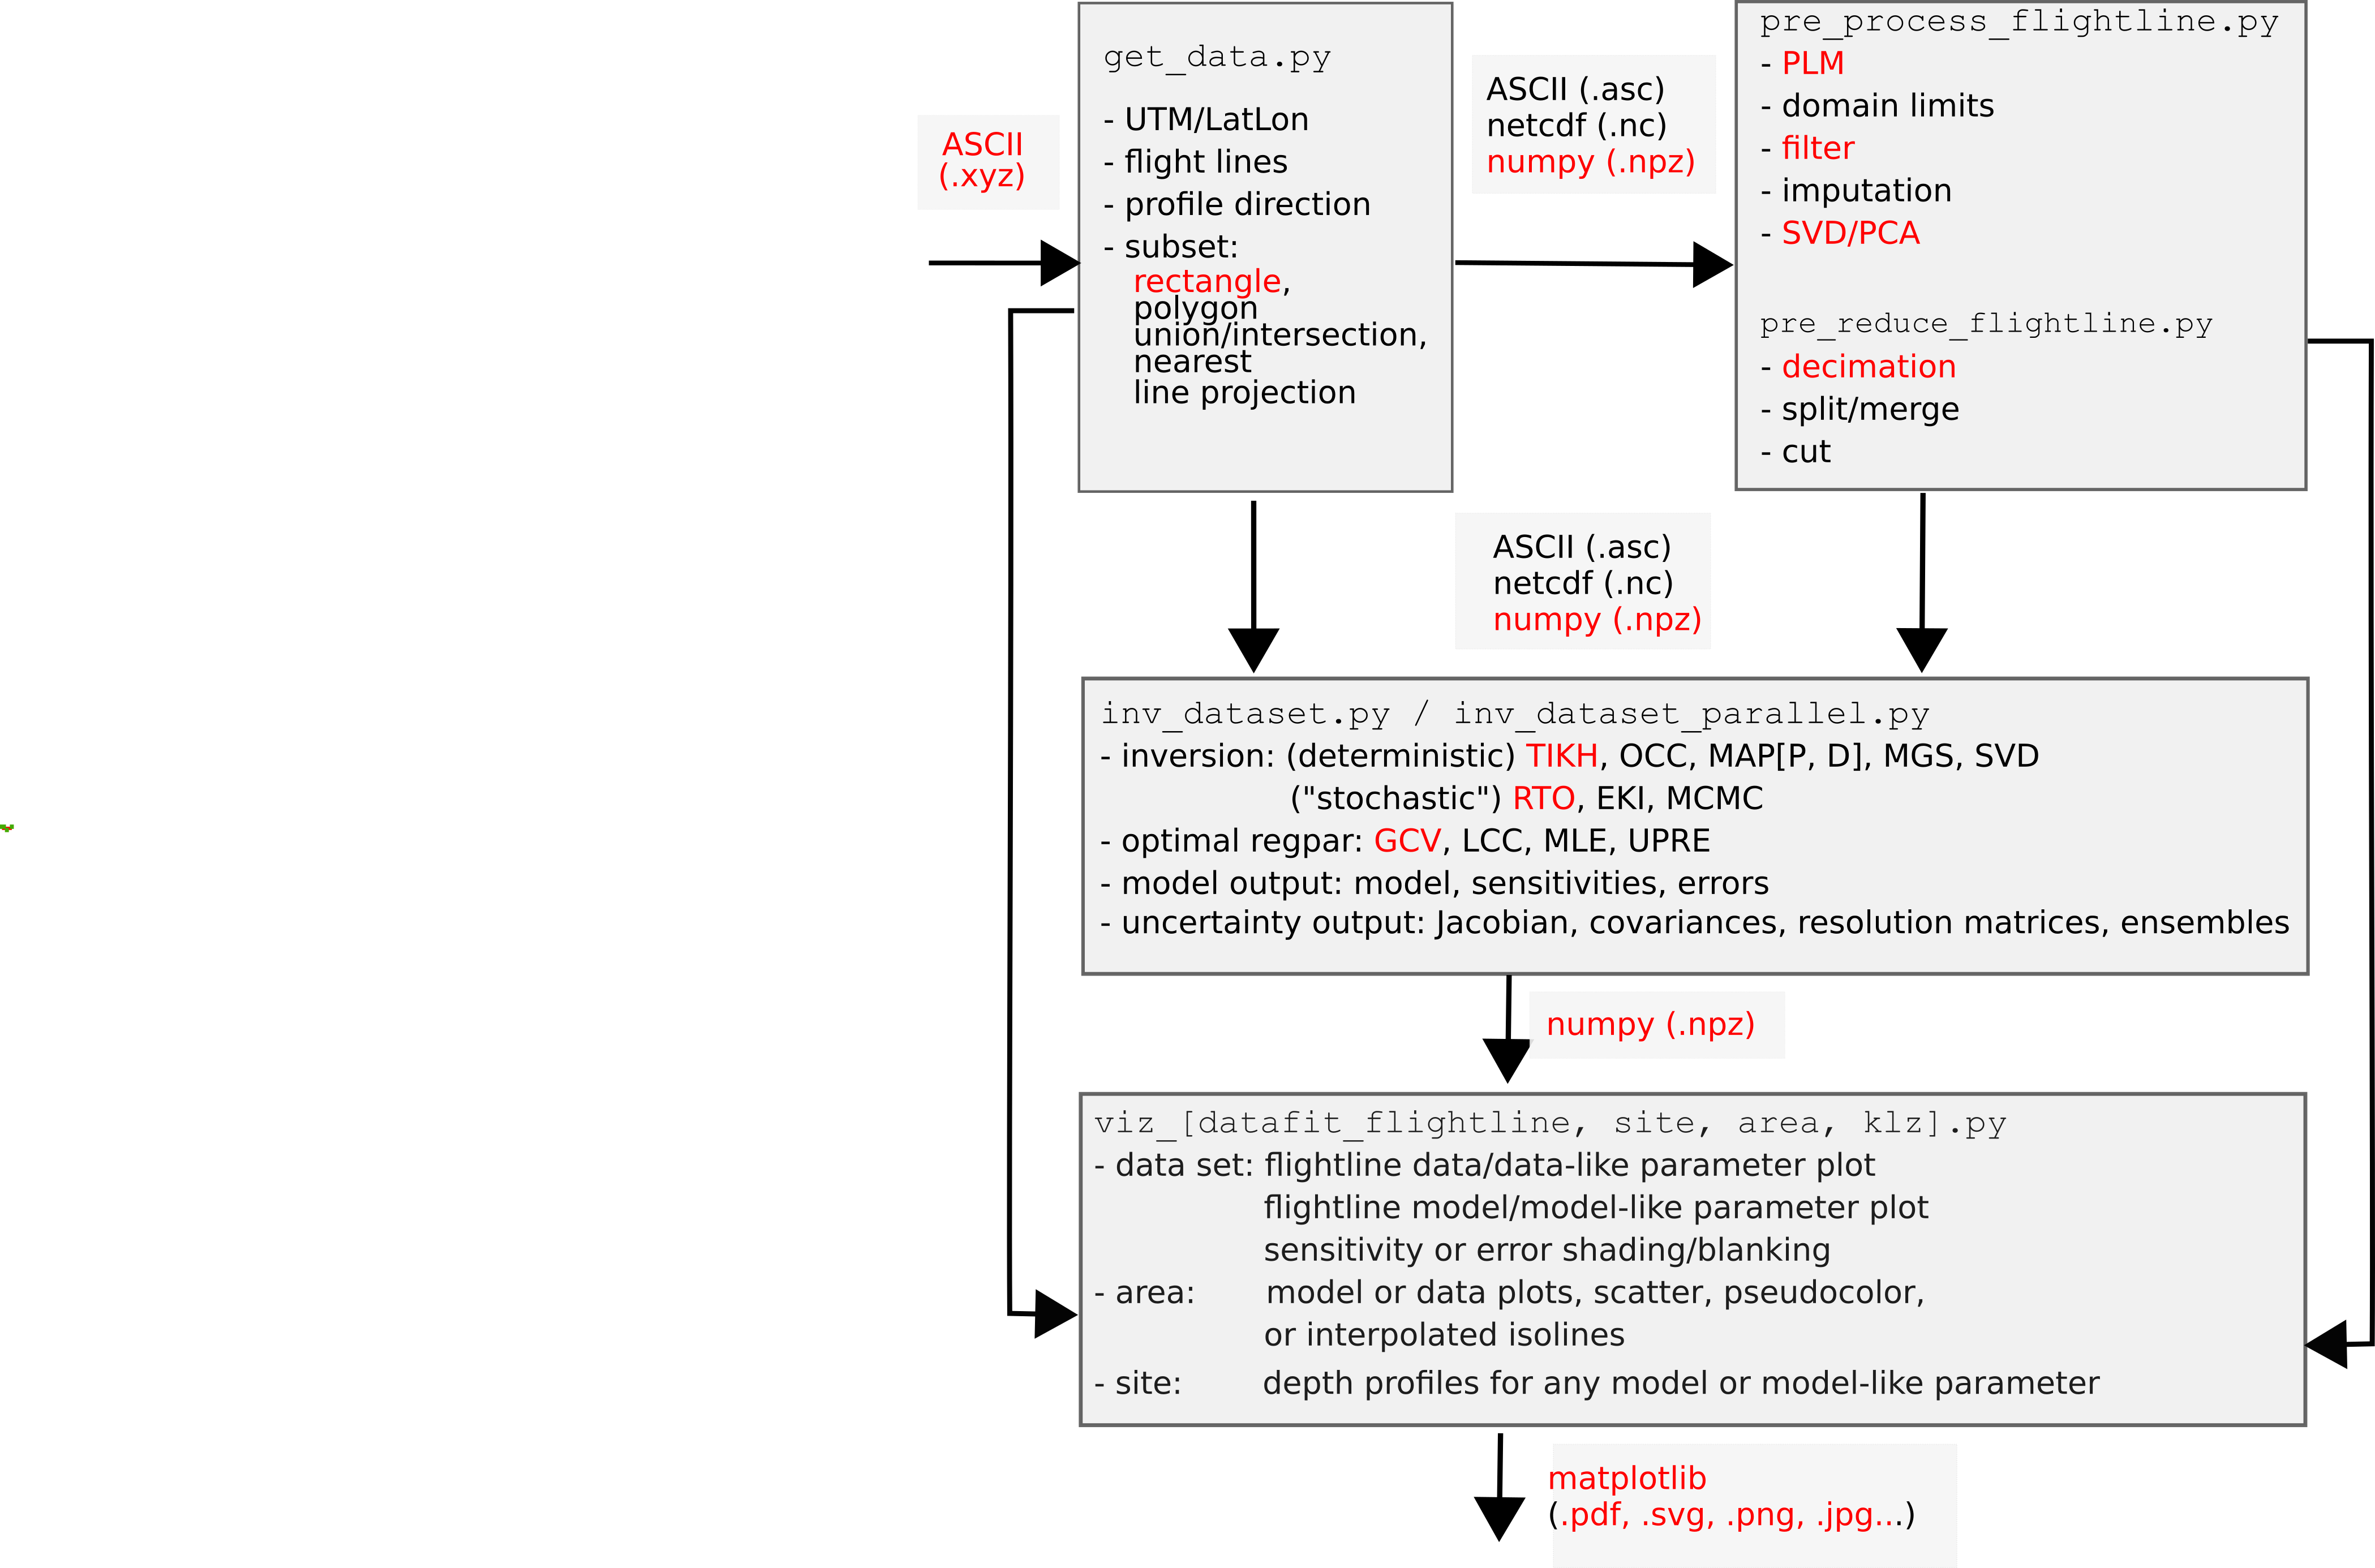 ASCII
(.xyz)
get_data.py
- UTM/LatLon
- flight lines
- profile direction
- subset:
rectangle,
polygon
union/intersection,
nearest
line projection
ASCII (.asc)
netcdf (.nc)
numpy (.npz)
pre_process_flightline.py
- PLM
- domain limits
- filter
- imputation
- SVD/PCA
pre_reduce_flightline.py
- decimation
- split/merge
- cut
ASCII (.asc)
netcdf (.nc)
numpy (.npz)
inv_dataset.py / inv_dataset_parallel.py
- inversion: (deterministic) TIKH, OCC, MAP[P, D], MGS, SVD
("stochastic") RTO, EKI, MCMC
- optimal regpar: GCV, LCC, MLE, UPRE
- model output: model, sensitivities, errors
- uncertainty output: Jacobian, covariances, resolution matrices, ensembles
numpy (.npz)
viz_[datafit_flightline, site, area, klz].py
- data set: flightline data/data-like parameter plot
flightline model/model-like parameter plot
sensitivity or error shading/blanking
- area: model or data plots, scatter, pseudocolor,
or interpolated isolines
- site: depth profiles for any model or model-like parameter
matplotlib
(.pdf, .svg, .png, .jpg...)